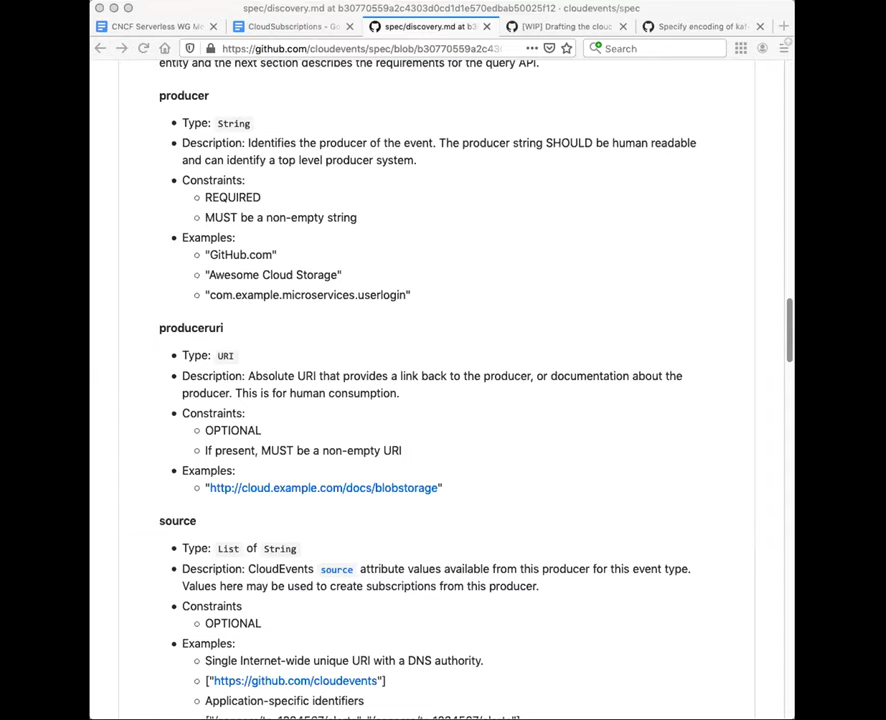 spec/discovery.md at b30770559a2c4303d0cd1d1e570edbab50025f12 · cloudevents/spec
CNCF Serverless WG M
CloudSubscriptions - Go
spec/discovery.md at b3
[WIP] Drafting the clou
Specify encoding of kaf
https://github.com/cloudevents/spec/blob/b30770559a2c43
Search
entity and the next section describes the requirements for the query API.
producer
Type: String
Description: Identifies the producer of the event. The producer string SHOULD be human readable
and can identify a top level producer system.
Constraints:
REQUIRED
MUST be a non-empty string
Examples:
"GitHub.com"
"Awesome Cloud Storage"
"com.example.microservices.userlogin"
produceruri
Type: URI
Description: Absolute URI that provides a link back to the producer, or documentation about the
producer. This is for human consumption.
Constraints:
OPTIONAL
If present, MUST be a non-empty URI
Examples:
"http://cloud.example.com/docs/blobstorage"
source
Type: List of String
Description: CloudEvents source attribute values available from this producer for this event type.
Values here may be used to create subscriptions from this producer.
Constraints
OPTIONAL
Examples:
Single Internet-wide unique URI with a DNS authority.
["https://github.com/cloudevents"]
Application-specific identifiers